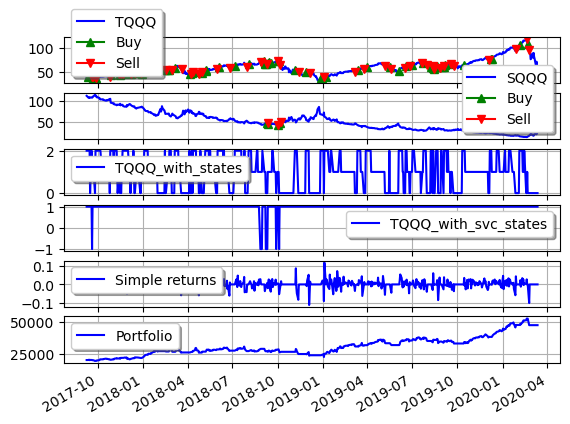 TQQQ
Buy
Sell
100
50
SQQQ
Buy
Sell
100
50
2
0
TQQQ_with_states
1
0
−1
TQQQ_with_svc_states
0.1
0.0
−0.1
Simple returns
50000
25000
Portfolio
2017-10
2018-01
2018-04
2018-07
2018-10
2019-01
2019-04
2019-07
2019-10
2020-01
2020-04